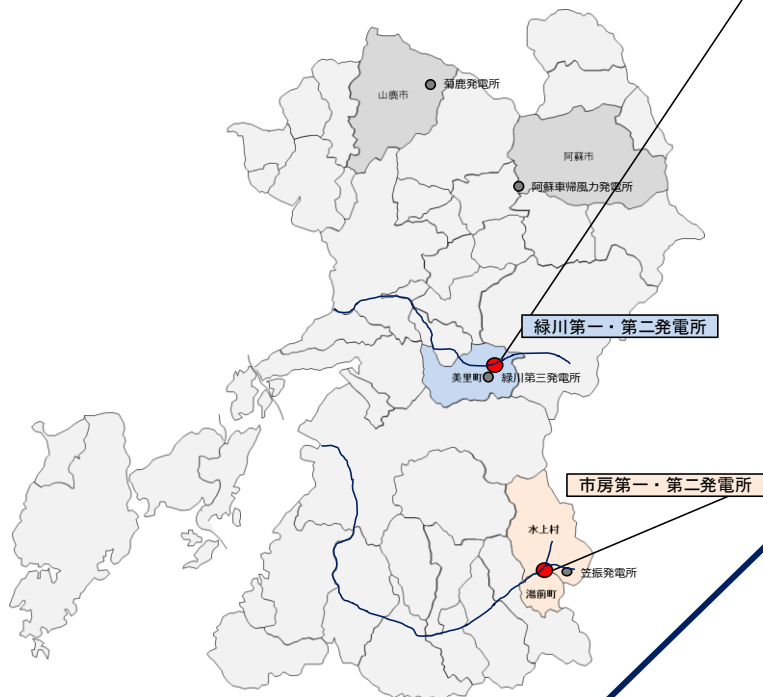 菊鹿発電所
山鹿市
阿蘇市
阿蘇車帰風力発電所
緑川第一・第二発電所
美里町
緑川第三発電所
市房第一・第二発電所
水上村
笠振発電所
湯前町